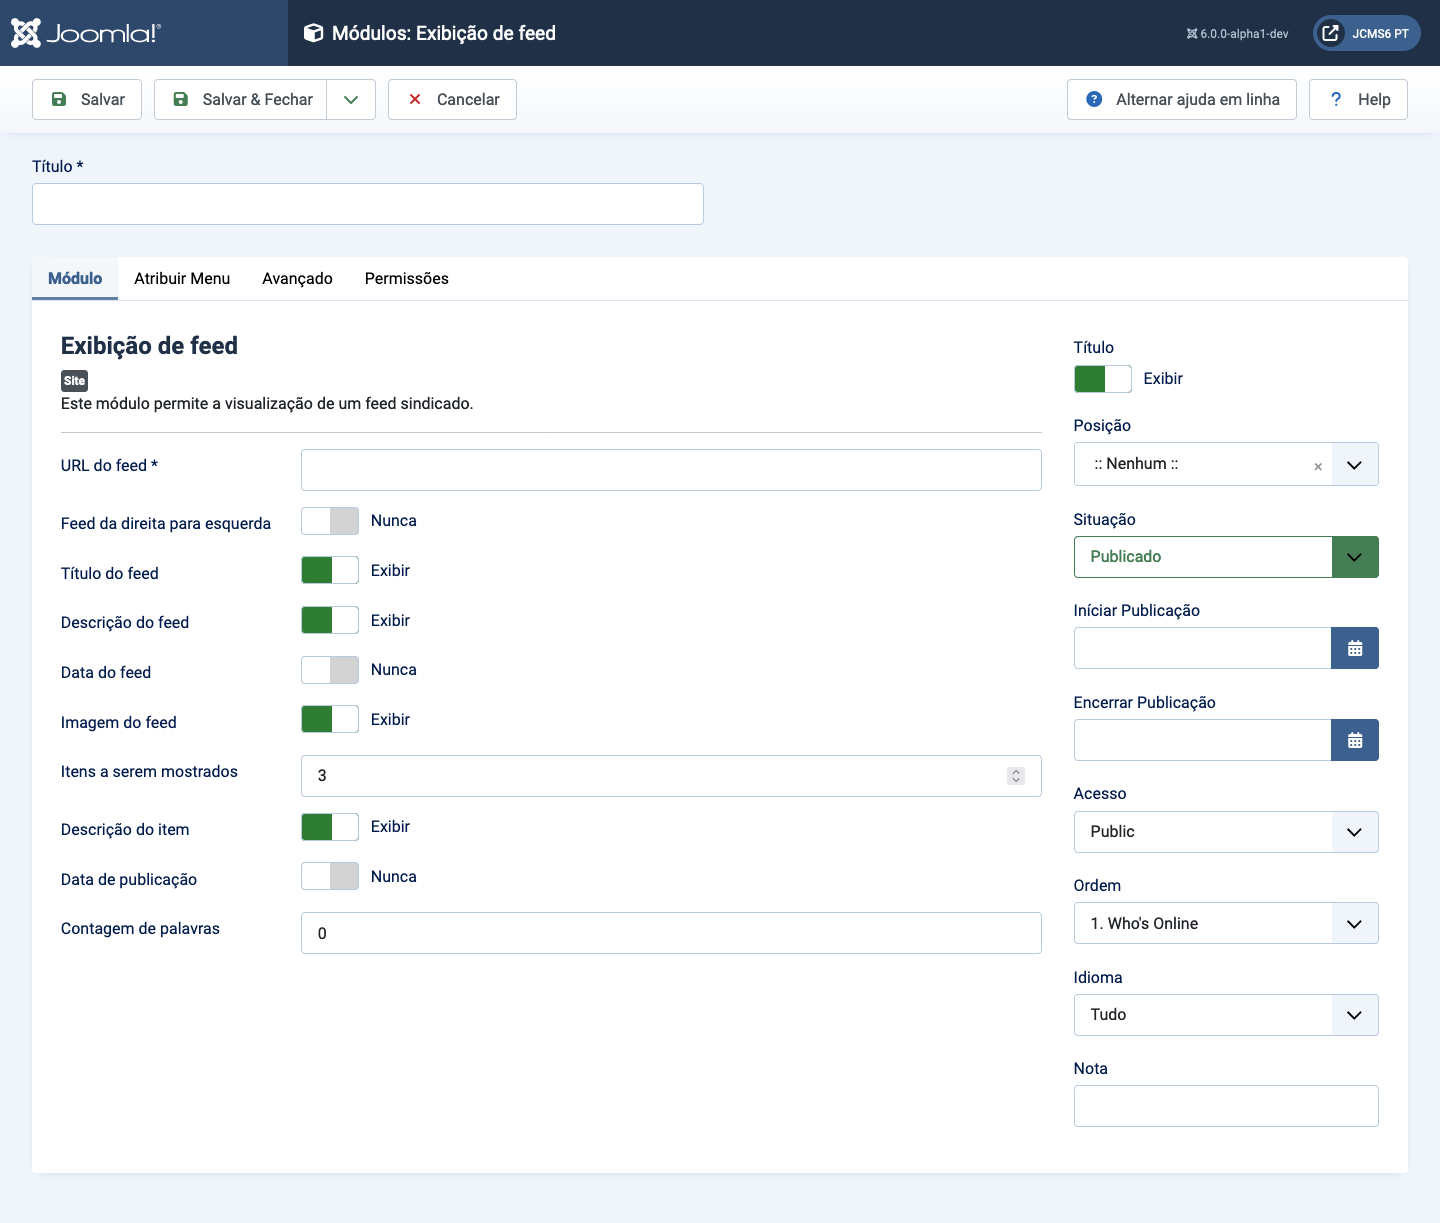 Joomla!®
Módulos: Exibição de feed
6.0.0-alpha1-dev
JCMS6 PT
Salvar
Salvar & Fechar
Cancelar
Alternar ajuda em linha
? Help
Título *
Módulo
Atribuir Menu
Avançado
Permissões
Exibição de feed
Site
Este módulo permite a visualização de um feed sindicado.
URL do feed *
Feed da direita para esquerda
Nunca
Título do feed
Exibir
Descrição do feed
Exibir
Data do feed
Nunca
Imagem do feed
Exibir
Itens a serem mostrados
3
Descrição do item
Exibir
Data de publicação
Nunca
Contagem de palavras
0
Título
Exibir
Posição
:: Nenhum ::
Situação
Publicado
Iníciar Publicação
Encerrar Publicação
Acesso
Public
Ordem
1. Who's Online
Idioma
Tudo
Nota